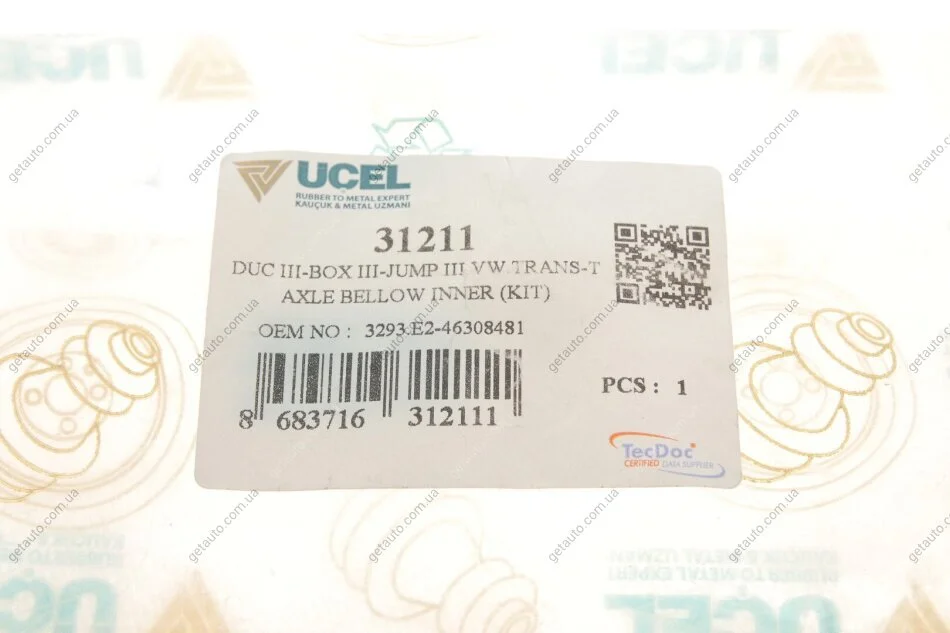 UCEL
UÇEL
RUBBER TO METAL EXPERT
KAUÇUK & METAL UZMANI
31211
DUC III-BOX III-JUMP III VW.TRANS-T
AXLE BELLOW INNER (KIT)
OEM NO : 3293.E2-46308481
8 683716 312111
PCS : 1
TecDoc
CERTIFIED DATA SUPPLIER
getauto.com.ua